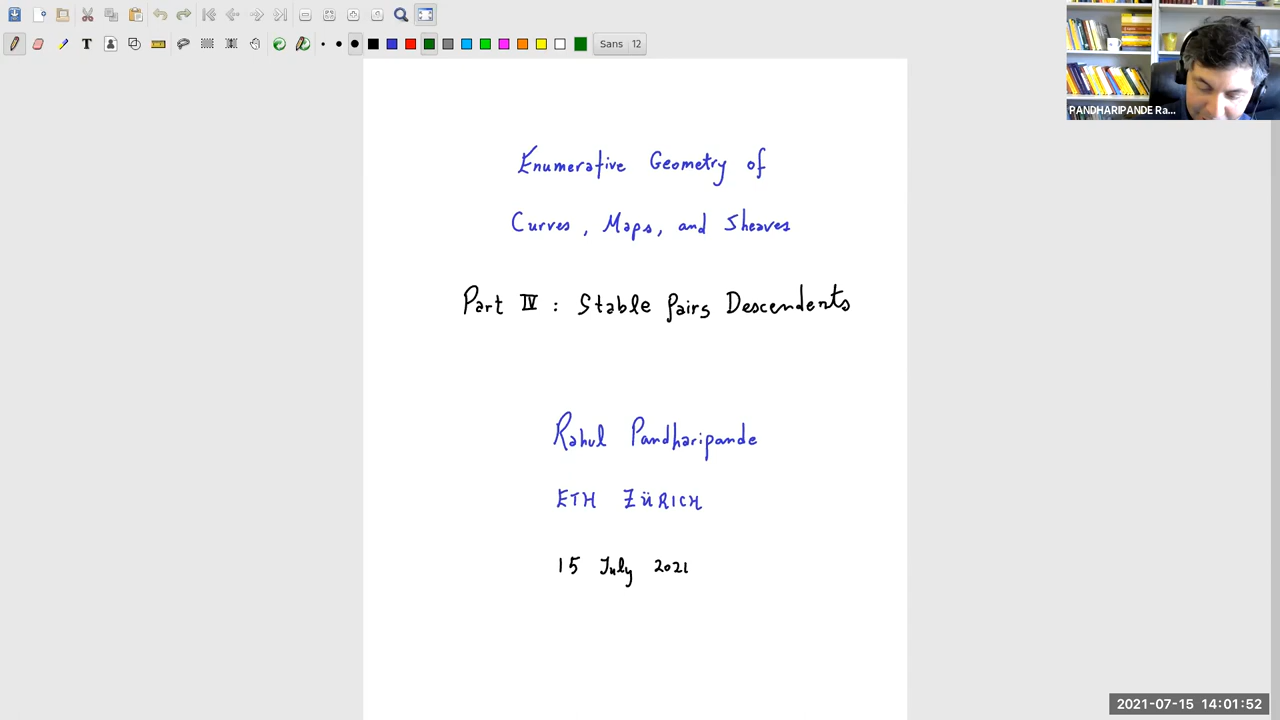 Sans 12
PANDHARIPANDE Ra...
Enumerative Geometry of
Curves, Maps, and Sheaves
Part IV: Stable Pairs Descendents
Rahul Pandharipande
ETH ZÜRICH
15 July 2021
2021-07-15 14:01:52